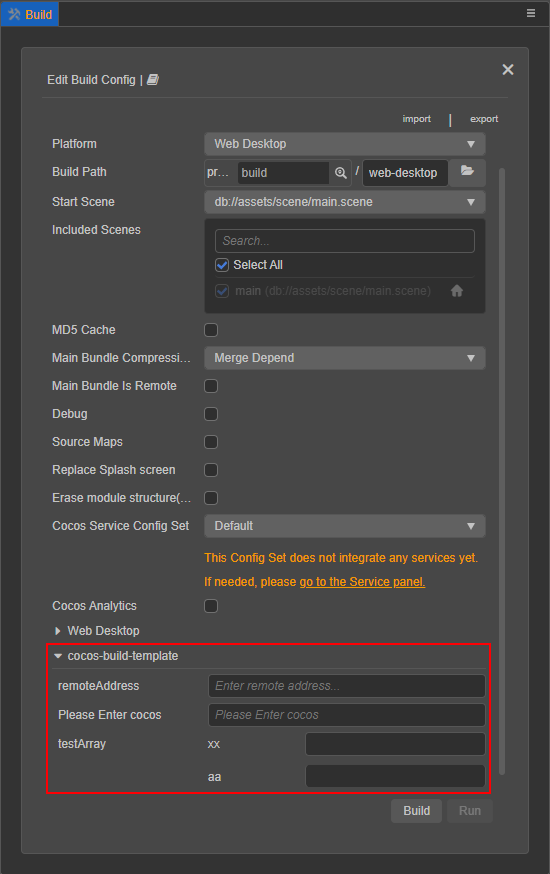 Build
Edit Build Config |
import | export
Platform Web Desktop
Build Path pr... build / web-desktop
Start Scene db://assets/scene/main.scene
Included Scenes
Search...
Select All
main (db://assets/scene/main.scene)
MD5 Cache
Main Bundle Compressi... Merge Depend
Main Bundle Is Remote
Debug
Source Maps
Replace Splash screen
Erase module structure(...
Cocos Service Config Set Default
This Config Set does not integrate any services yet.
If needed, please go to the Service panel.
Cocos Analytics
Web Desktop
cocos-build-template
remoteAddress Enter remote address...
Please Enter cocos Please Enter cocos
testArray xx
aa
Build Run